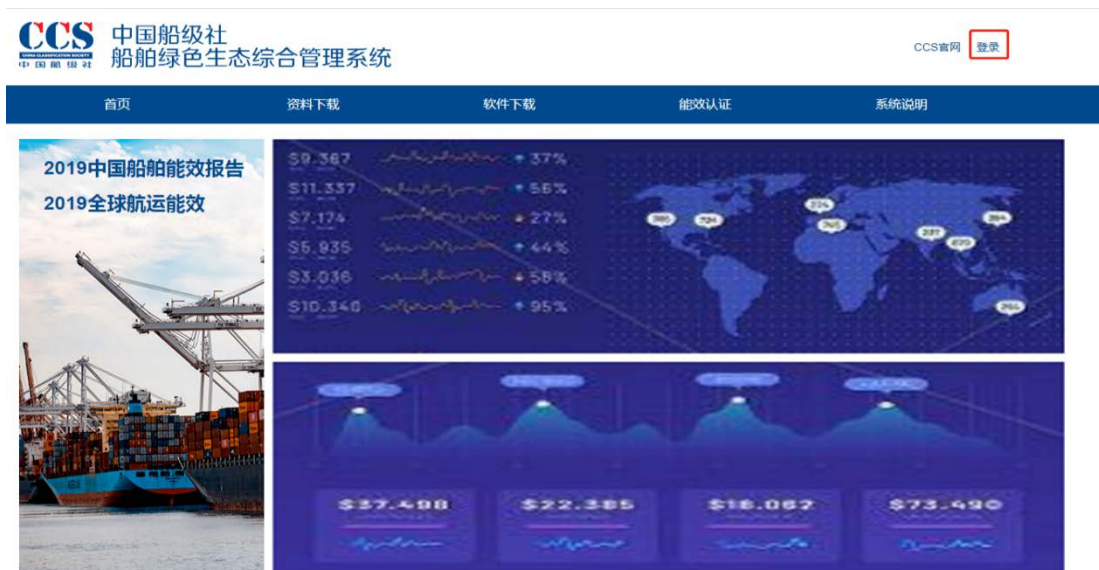 CCS
CHINA CLASSIFICATION SOCIETY
中国船级社
中国船级社
船舶绿色生态综合管理系统
CCS官网 登录
首页 资料下载 软件下载 能效认证 系统说明
2019中国船舶能效报告
2019全球航运能效
$9.367 37%
$11.337 56%
$7.174 27%
$5.935 44%
$3.036 58%
$10.348 95%
$37.498 $22.385 $16.062 $73.490